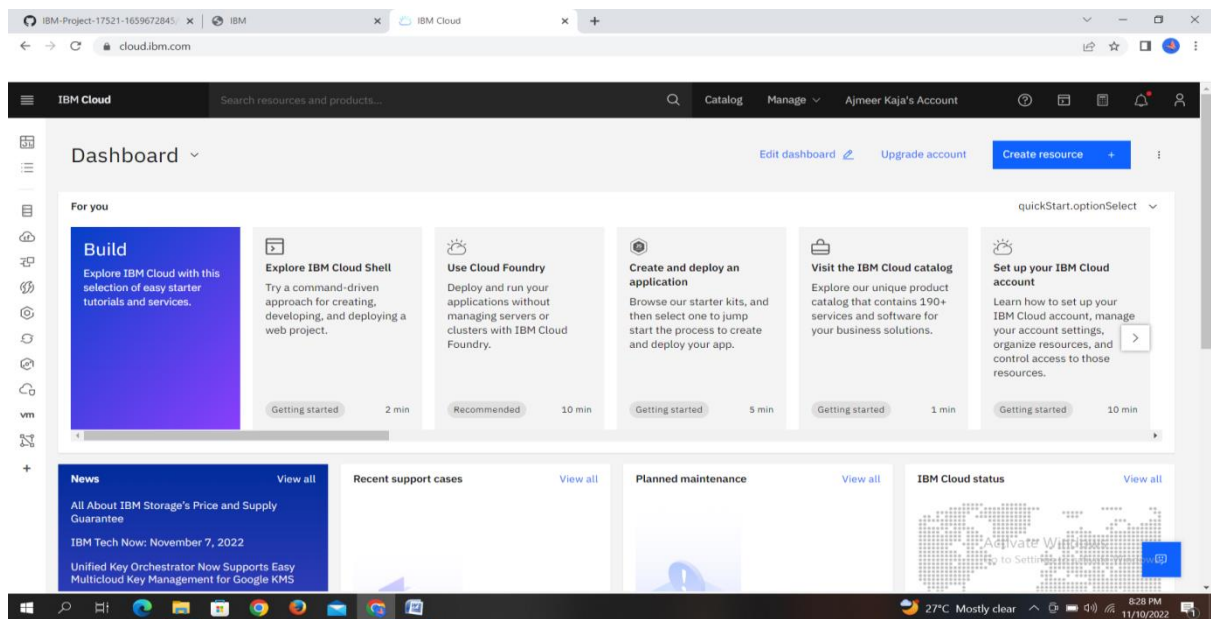 IBM-Project-17521-1659672845/
IBM
IBM Cloud
cloud.ibm.com
IBM Cloud
Search resources and products...
Catalog
Manage
Ajmeer Kaja's Account
Dashboard
Edit dashboard
Upgrade account
Create resource +
For you
quickStart.optionSelect
Build
Explore IBM Cloud with this
selection of easy starter
tutorials and services.
Explore IBM Cloud Shell
Try a command-driven
approach for creating,
developing, and deploying a
web project.
Getting started
2 min
Use Cloud Foundry
Deploy and run your
applications without
managing servers or
clusters with IBM Cloud
Foundry.
Recommended
10 min
Create and deploy an
application
Browse our starter kits, and
then select one to jump
start the process to create
and deploy your app.
Getting started
5 min
Visit the IBM Cloud catalog
Explore our unique product
catalog that contains 190+
services and software for
your business solutions.
Getting started
1 min
Set up your IBM Cloud
account
Learn how to set up your
IBM Cloud account, manage
your account settings,
organize resources, and
control access to those
resources.
Getting started
10 min
vm
News
View all
All About IBM Storage's Price and Supply
Guarantee
IBM Tech Now: November 7, 2022
Unified Key Orchestrator Now Supports Easy
Multicloud Key Management for Google KMS
Recent support cases
View all
Planned maintenance
View all
IBM Cloud status
View all
Activate Windows
to Settings
27°C Mostly clear
8:28 PM
11/10/2022